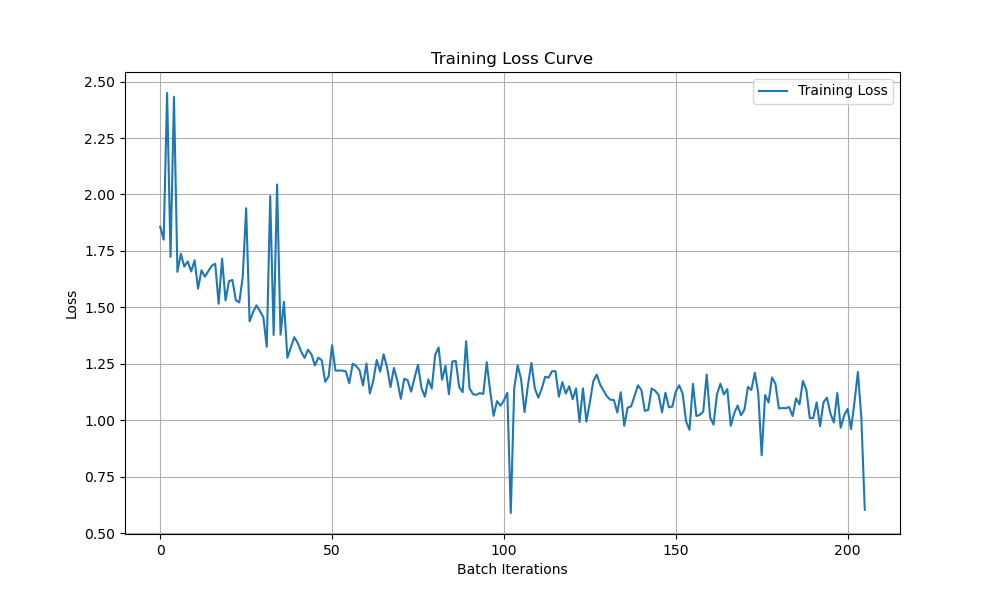 Training Loss Curve
Training Loss
2.50
2.25
2.00
1.75
1.50
1.25
1.00
0.75
0.50
Loss
0 50 100 150 200
Batch Iterations